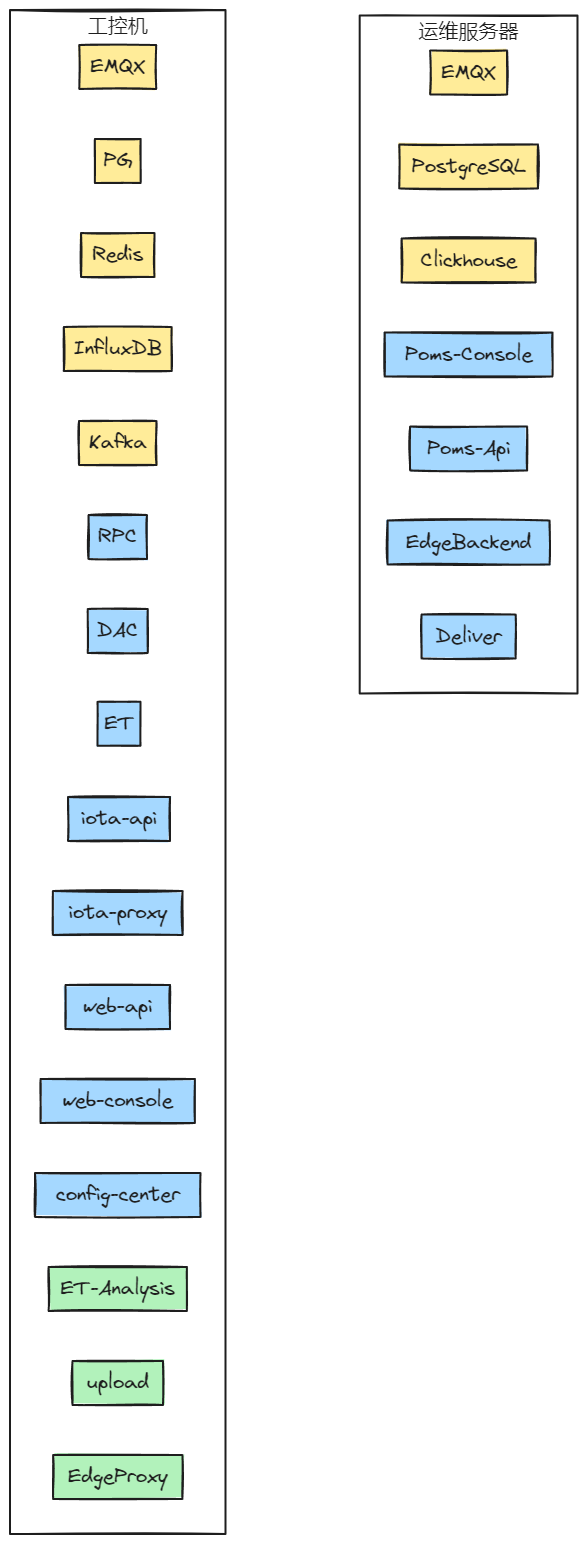 工控机
EMQX
PG
Redis
InfluxDB
Kafka
RPC
DAC
ET
iota-api
iota-proxy
web-api
web-console
config-center
ET-Analysis
upload
EdgeProxy
运维服务器
EMQX
PostgreSQL
Clickhouse
Poms-Console
Poms-Api
EdgeBackend
Deliver